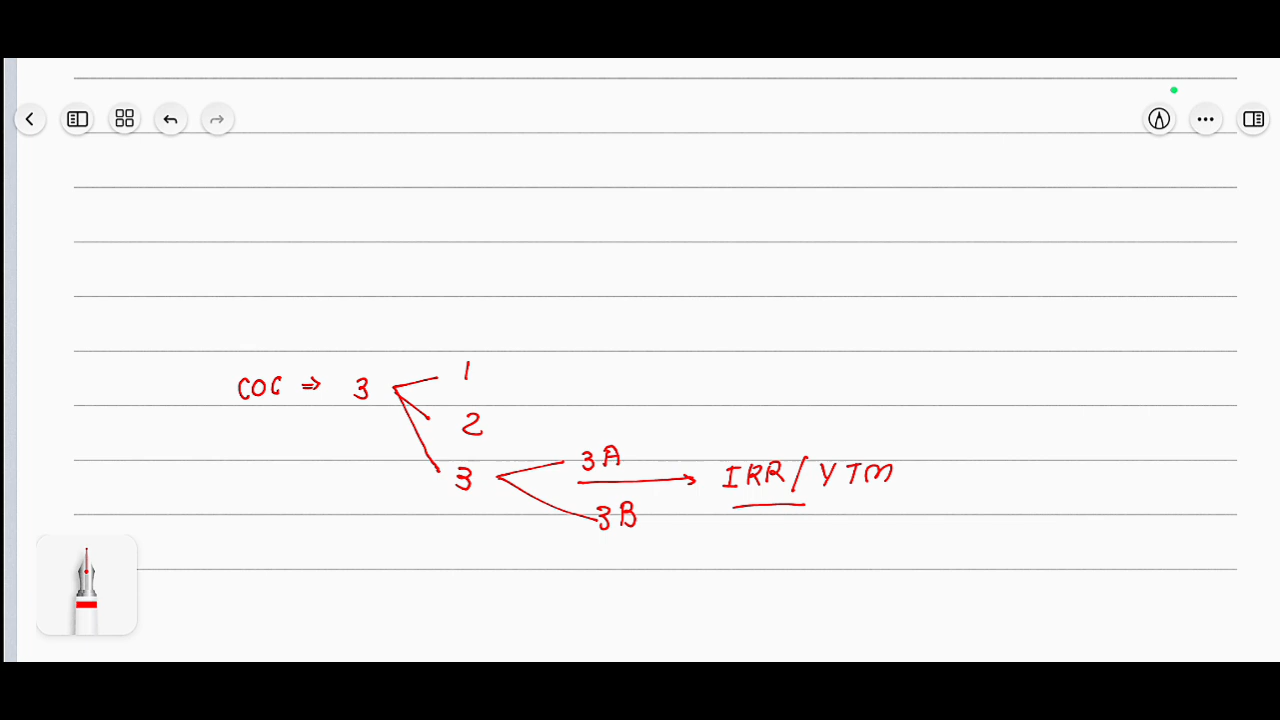 1
COC ⇒ 3
2
3A
3 → IRR/YTM
3B